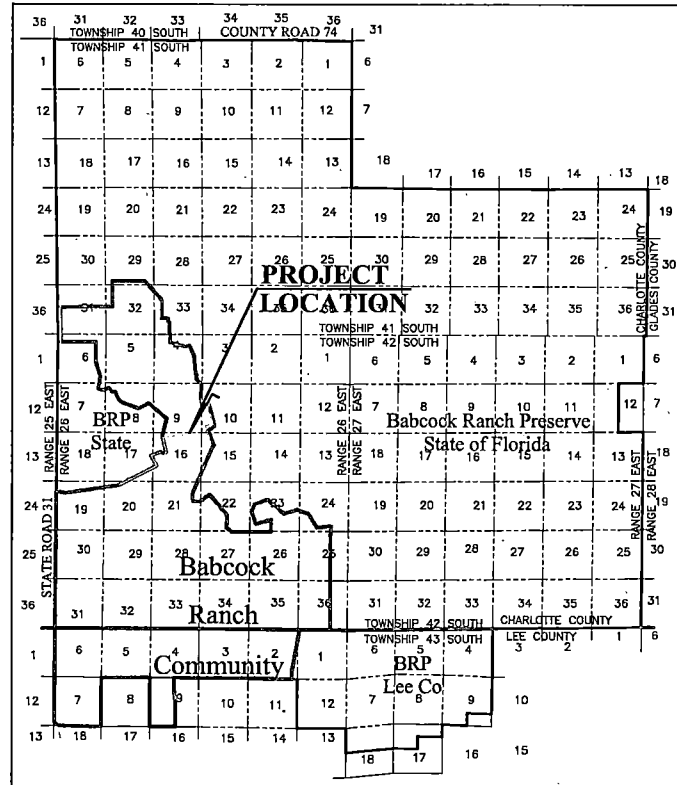 36 31 32 33 34 35 36 31
TOWNSHIP 40 SOUTH COUNTY ROAD 74
TOWNSHIP 41 SOUTH
1 6 5 4 3 2 1 6
12 7 8 9 10 11 12 7
13 18 17 16 15 14 13 18 17 16 15 14 13 18
24 19 20 21 22 23 24 19 20 21 22 23 24 19
CHARLOTTE COUNTY
GLADES COUNTY
25 30 29 28 27 26 25 30 29 28 27 26 25 30
PROJECT
LOCATION
36 31 32 33 34 35 32 33 34 35 36 31
TOWNSHIP 41 SOUTH
TOWNSHIP 42 SOUTH
1 6 5 4 3 2 1 6 5 4 3 2 1 6
RANGE 25 EAST
RANGE 26 EAST
RANGE 26 EAST
RANGE 27 EAST
12 7 8 9 10 11 12 7 8 9 10 11 12 7
BRP
State
Babcock Ranch Preserve
State of Florida
13 18 17 16 15 14 13 18 17 16 15 14 13 18
RANGE 27 EAST
RANGE 28 EAST
24 19 20 21 22 23 24 19 20 21 22 23 24 19
STATE ROAD 31
25 30 29 28 27 26 25 30 29 28 27 26 25 30
Babcock
36 31 32 33 34 35 36 31 32 33 34 35 36 31
Ranch
TOWNSHIP 42 SOUTH CHARLOTTE COUNTY
TOWNSHIP 43 SOUTH LEE COUNTY
1 6 5 4 3 2 1 6 5 4 3 2 1 6
Community
BRP
Lee Co
12 7 8 9 10 11 12 7 8 9 10
13 18 17 16 15 14 13 18 17 16 15